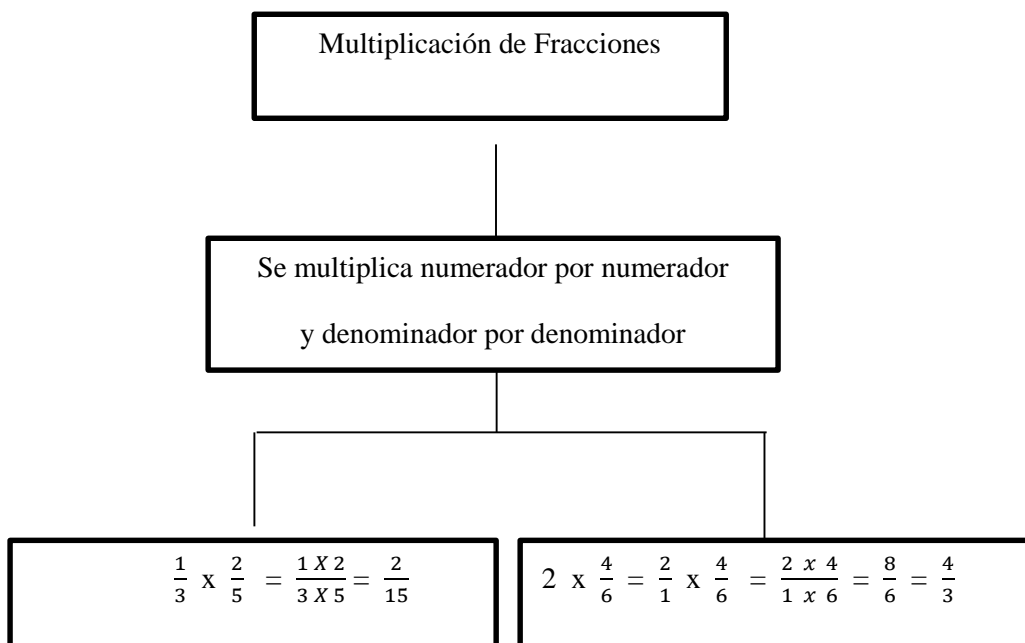 Multiplicación de Fracciones
Se multiplica numerador por numerador
y denominador por denominador
1/3 x 2/5 = 1 X 2/3 X 5 = 2/15
2 x 4/6 = 2/1 x 4/6 = 2 x 4/1 x 6 = 8/6 = 4/3